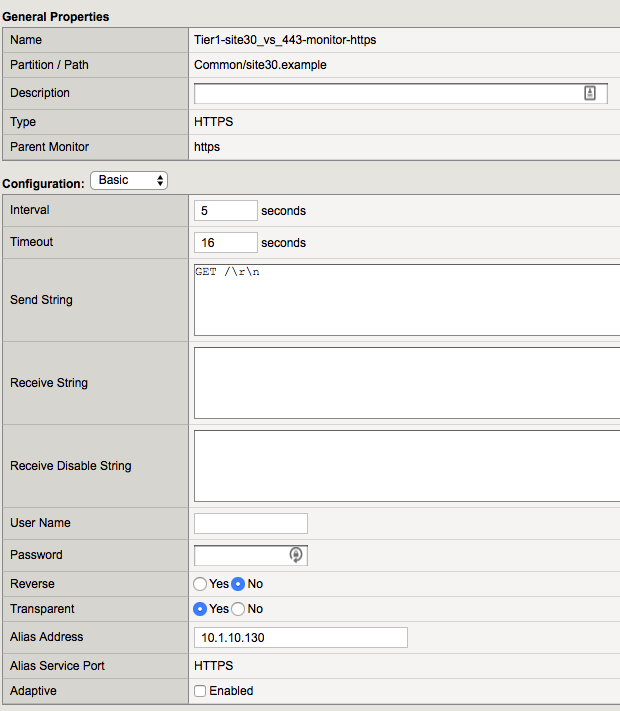 General Properties
Name Tier1-site30_vs_443-monitor-https
Partition / Path Common/site30.example
Description
Type HTTPS
Parent Monitor https
Configuration: Basic
Interval 5 seconds
Timeout 16 seconds
Send String GET /\r\n
Receive String
Receive Disable String
User Name
Password
Reverse Yes No
Transparent Yes No
Alias Address 10.1.10.130
Alias Service Port HTTPS
Adaptive Enabled